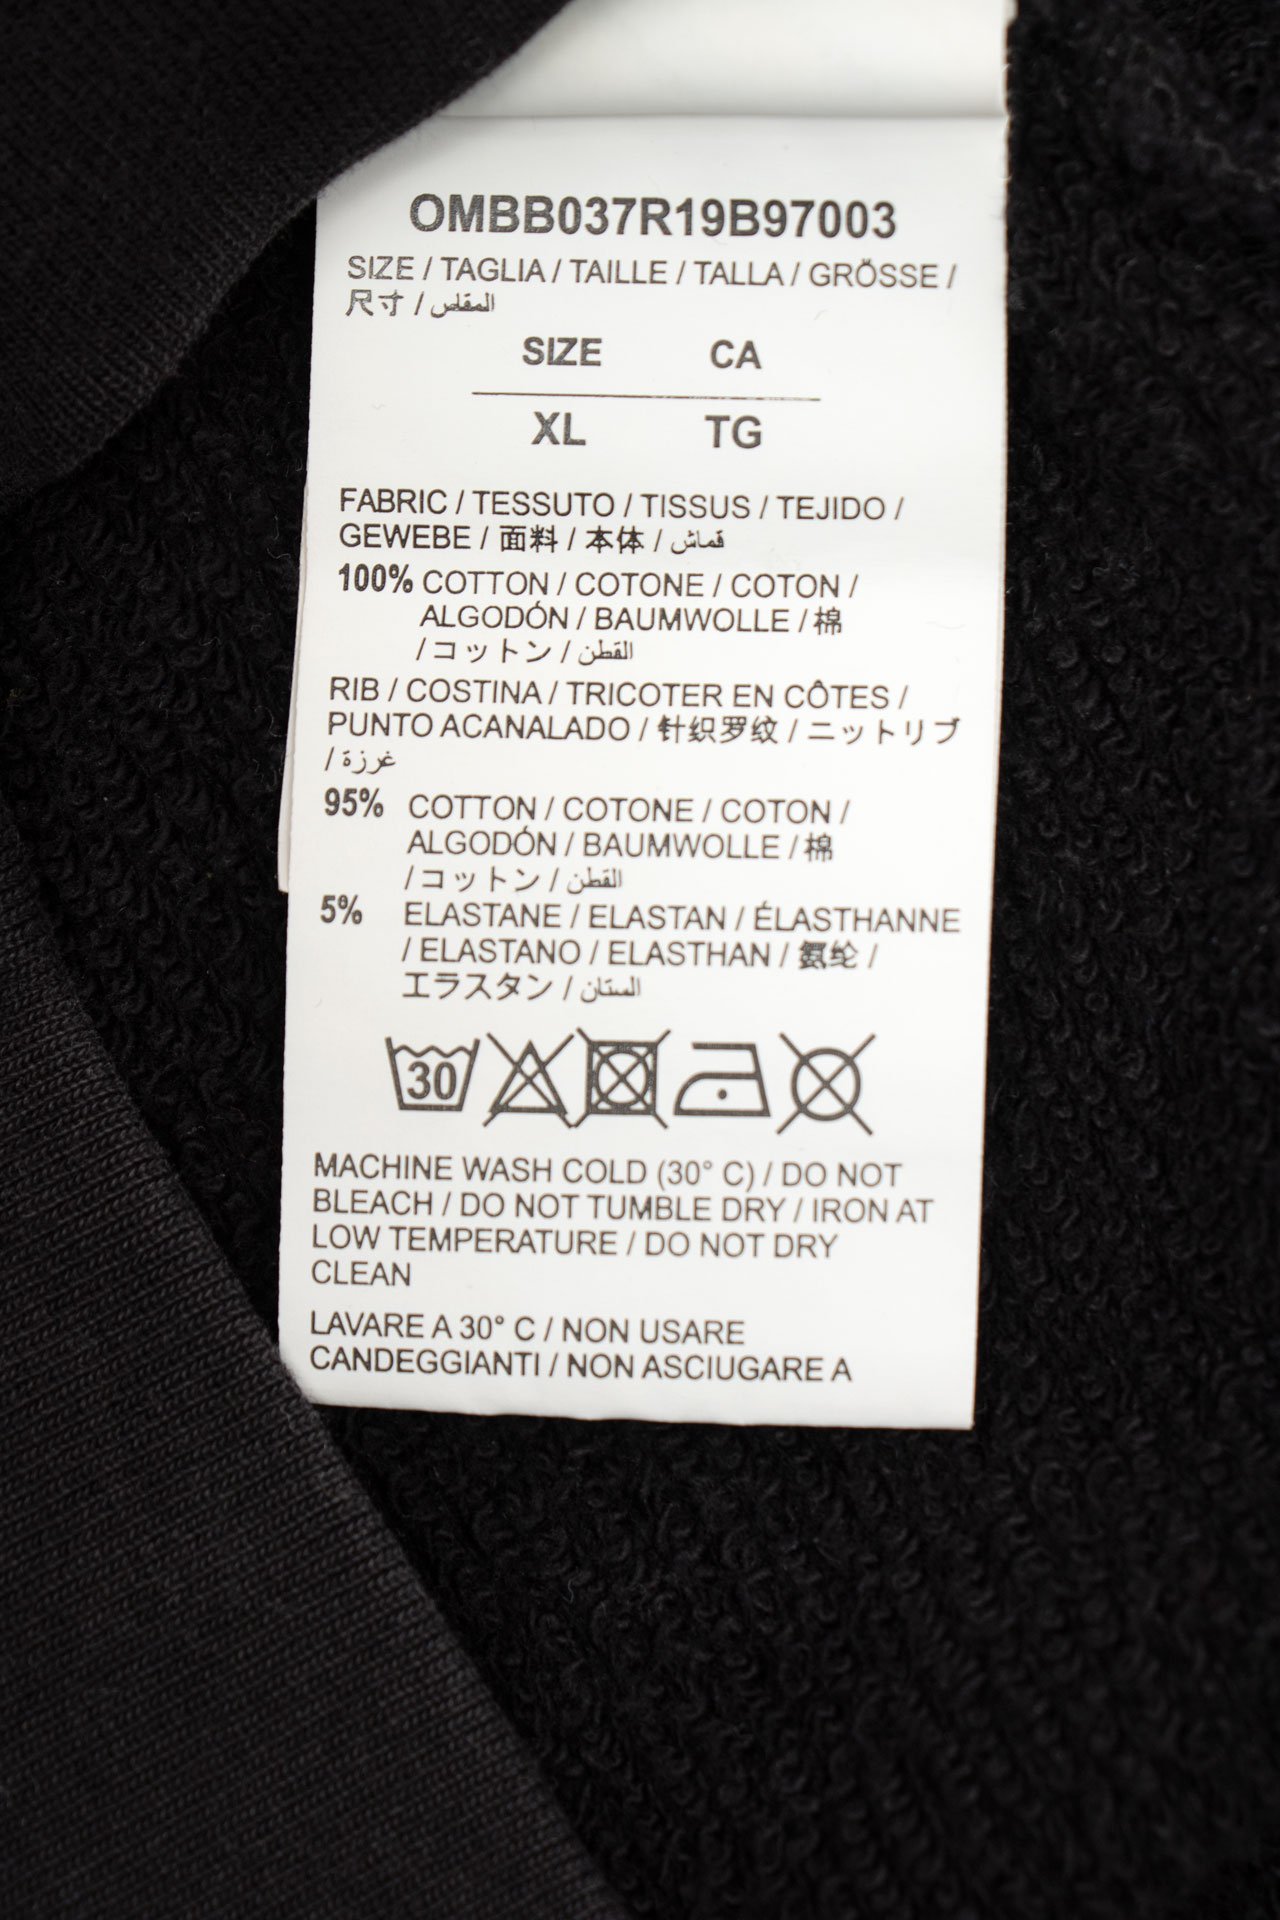 OMBB037R19B97003
SIZE / TAGLIA / TAILLE / TALLA / GRÖSSE /
尺寸 / المقاس
SIZE CA
XL TG
FABRIC / TESSUTO / TISSUS / TEJIDO /
GEWEBE / 面料 / 本体 / قماش
100% COTTON / COTONE / COTON /
ALGODÓN / BAUMWOLLE / 棉
/ コットン / القطن
RIB / COSTINA / TRICOTER EN CÔTES /
PUNTO ACANALADO / 针织罗纹 / ニットリブ
/ غرزة
95% COTTON / COTONE / COTON /
ALGODÓN / BAUMWOLLE / 棉
/ コットン / القطن
5% ELASTANE / ELASTAN / ÉLASTHANNE
/ ELASTANO / ELASTHAN / 氨纶 /
エラスタン / الستان
30
MACHINE WASH COLD (30° C) / DO NOT
BLEACH / DO NOT TUMBLE DRY / IRON AT
LOW TEMPERATURE / DO NOT DRY
CLEAN
LAVARE A 30° C / NON USARE
CANDEGGIANTI / NON ASCIUGARE A